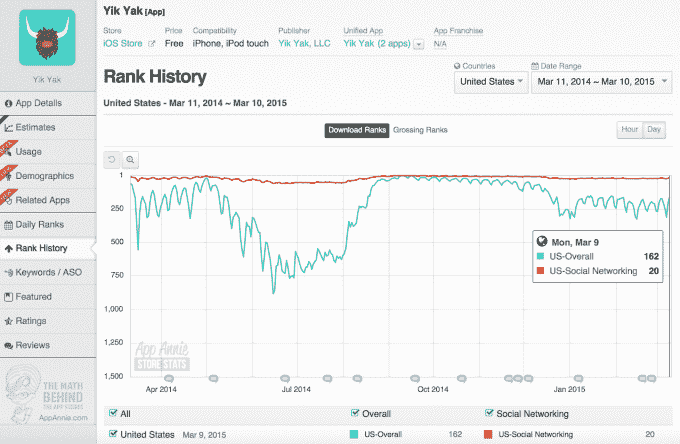 Yik Yak [App]
Store Price Compatibility Publisher Unified App App Franchise
iOS Store Free iPhone, iPod touch Yik Yak, LLC Yik Yak (2 apps) N/A
Yik Yak
Rank History
Countries Date Range
United States Mar 11, 2014 ~ Mar 10, 2015
United States - Mar 11, 2014 ~ Mar 10, 2015
App Details
Estimates
Usage
Demographics
Related Apps
Daily Ranks
Rank History
Keywords / ASO
Featured
Ratings
Reviews
THE MATH
BEHIND
THE APP STORES
AppAnnie.com
Download Ranks Grossing Ranks
Hour Day
1
250
500
750
1,000
1,500
Mon, Mar 9
US-Overall 162
US-Social Networking 20
App Annie
STORE STATS
Apr 2014 Jul 2014 Oct 2014 Jan 2015
All Overall Social Networking
United States Mar 9, 2015 US-Overall 162 US-Social Networking 20